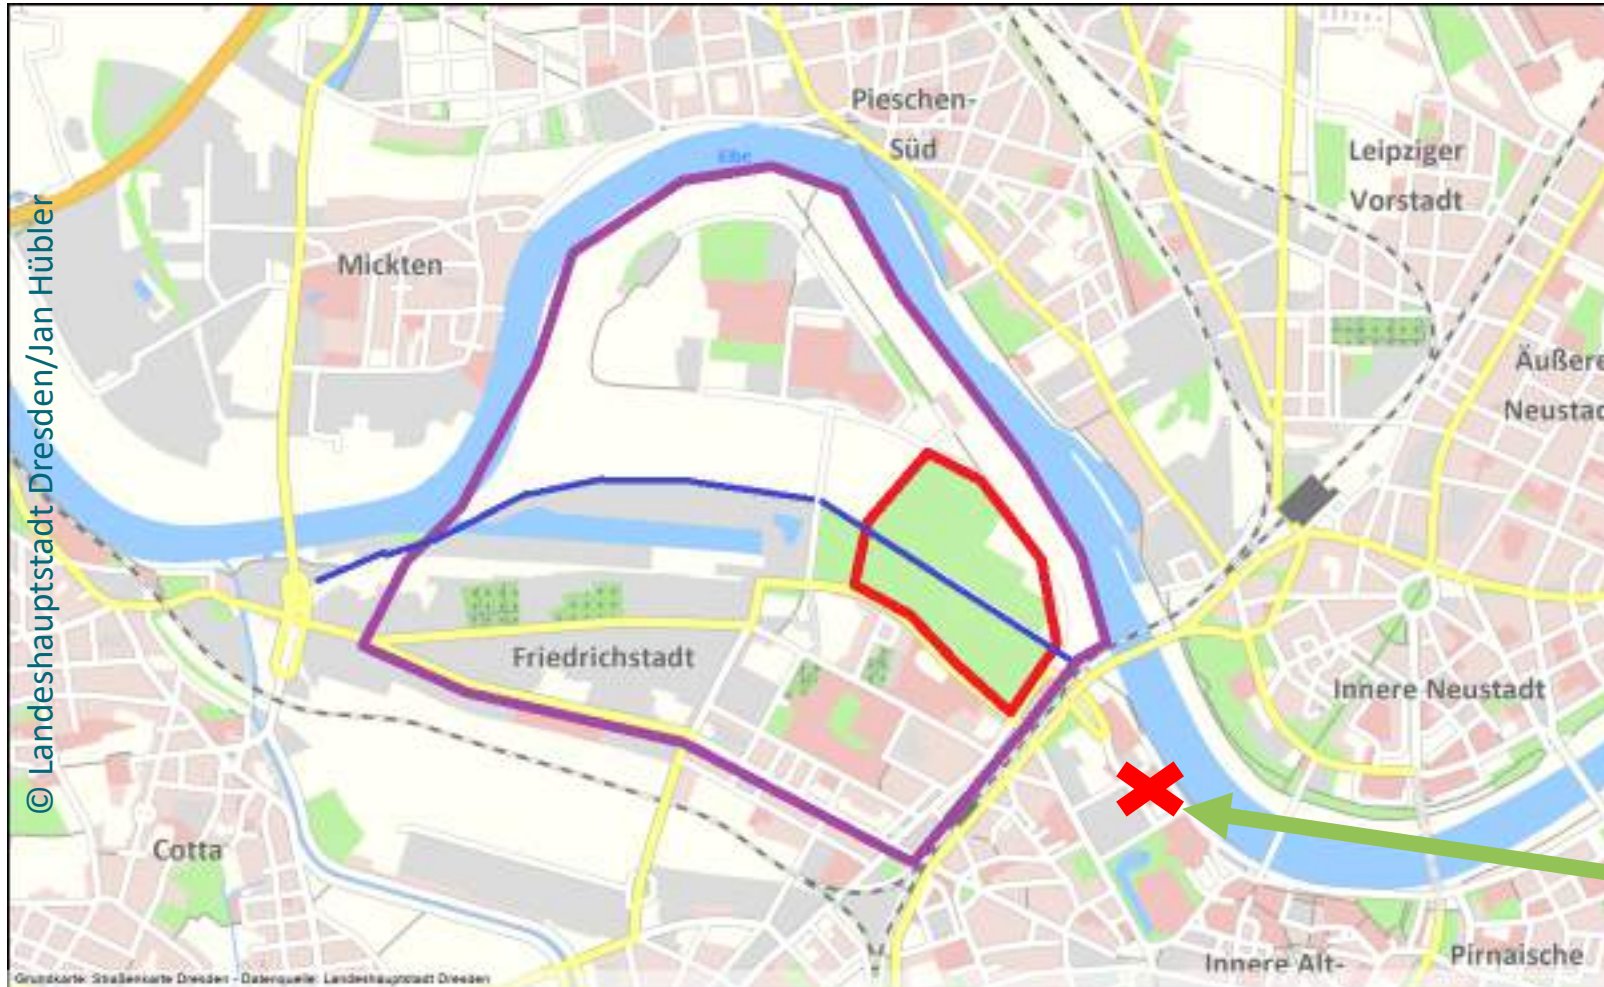 Elbe
Pieschen-
Süd
Leipziger
Vorstadt
Mickten
Äußere
Neustad
Friedrichstadt
Innere Neustadt
Cotta
Innere Alt-
Pirnaische
© Landeshauptstadt Dresden/Jan Hübler
Grundkarte: Straßenkarte Dresden - Datenquelle: Landeshauptstadt Dresden